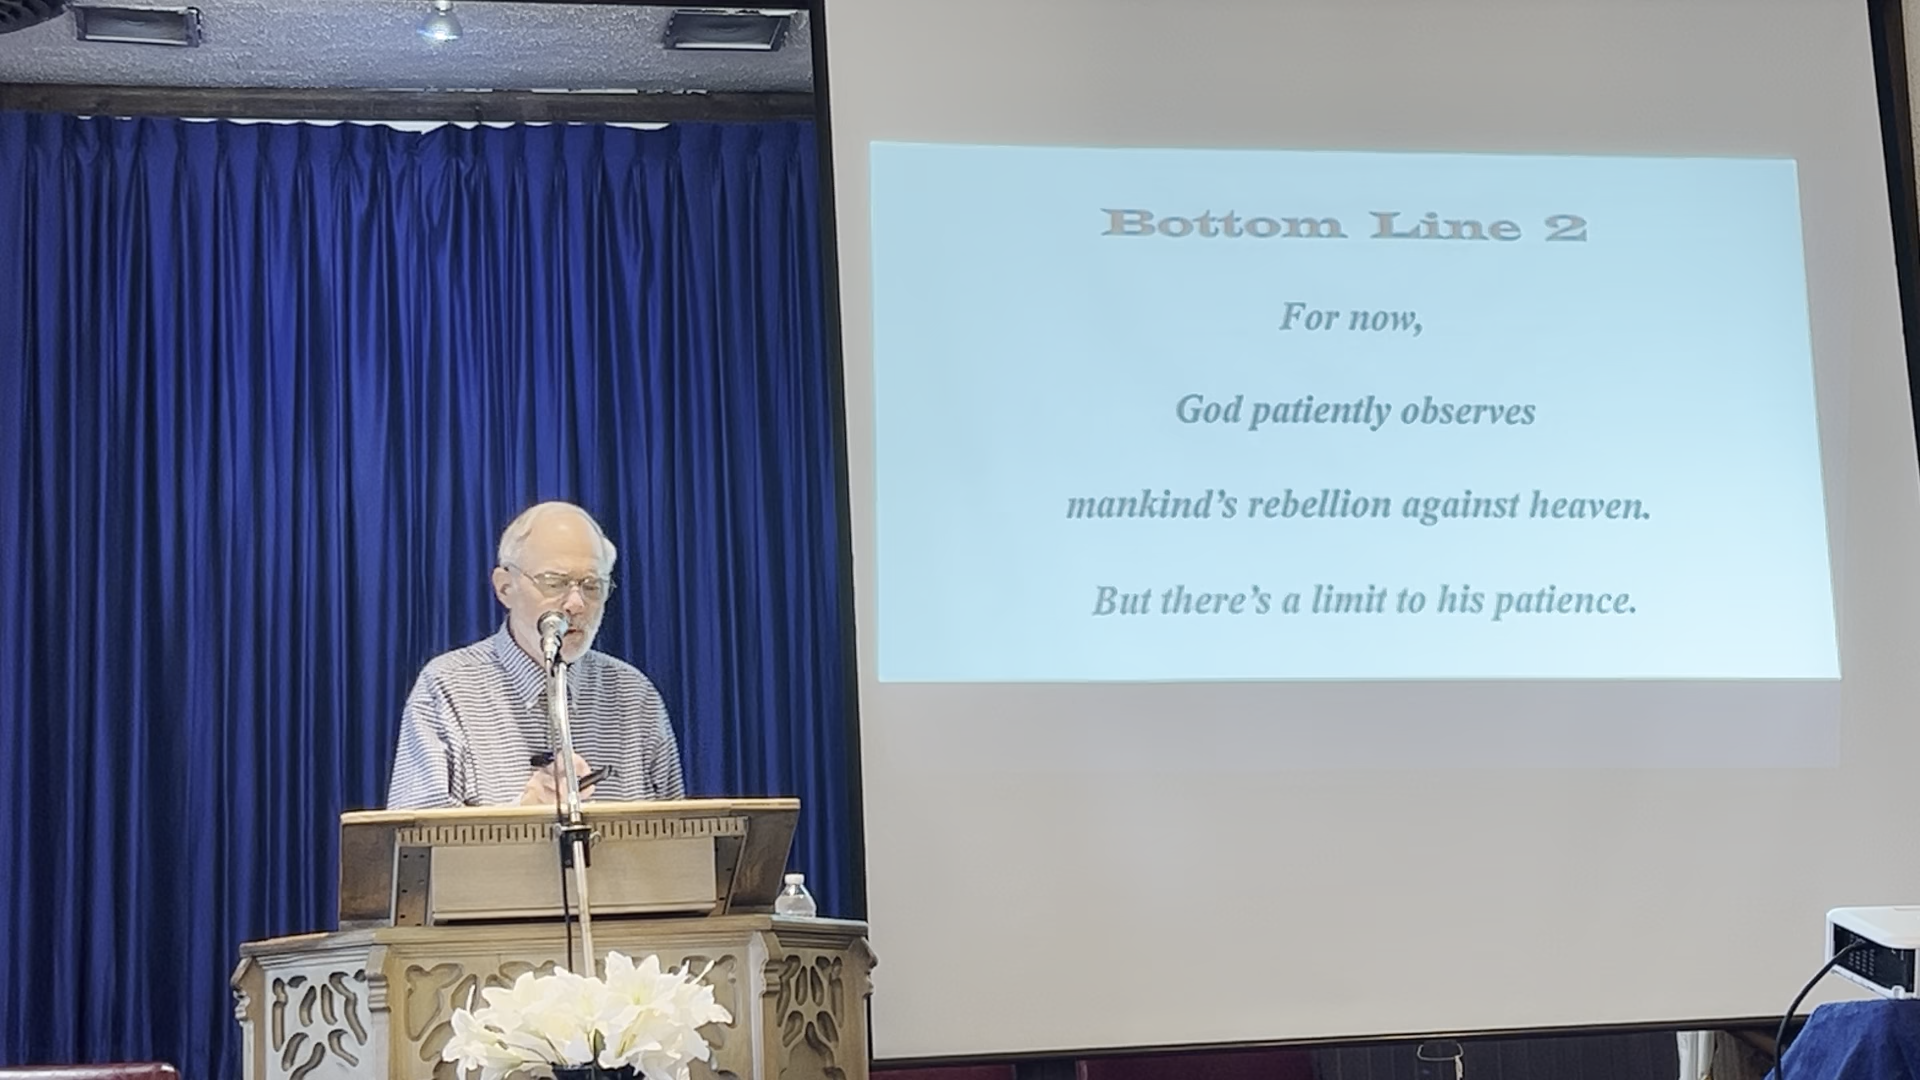 Bottom Line 2
For now,
God patiently observes
mankind’s rebellion against heaven.
But there’s a limit to his patience.